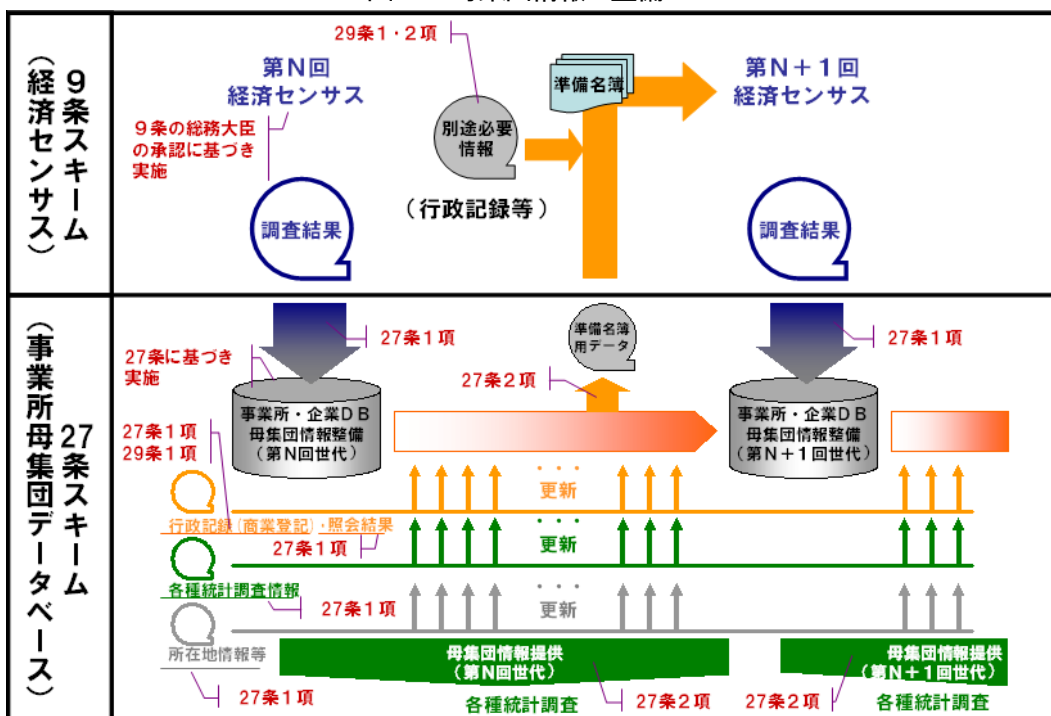 9条スキーム
（経済センサス）
29条1・2項
第N回
経済センサス
9条の総務大臣
の承認に基づき
実施
調査結果
別途必要
情報
（行政記録等）
準備名簿
第N＋1回
経済センサス
調査結果
27条スキーム
（事業所母集団データベース）
27条1項
27条に基づき
実施
事業所・企業DB
母集団情報整備
（第N回世代）
準備名簿
用データ
27条2項
27条1項
事業所・企業DB
母集団情報整備
（第N＋1回世代）
27条1項
29条1項
・・・
更新
行政記録（商業登記）・照会結果
27条1項
・・・
更新
各種統計調査情報
27条1項
・・・
更新
所在地情報等
27条1項
母集団情報提供
（第N回世代）
各種統計調査
27条2項
27条2項
母集団情報提供
（第N＋1回世代）
各種統計調査